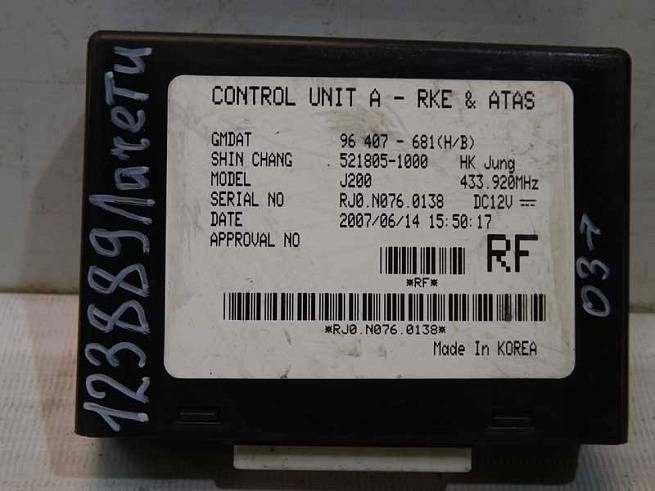 CONTROL UNIT A - RKE & ATAS
GMDAT 96 407 - 681(H/B)
SHIN CHANG 521805-1000 HK Jung
MODEL J200 433.920MHz
SERIAL NO RJ0.N076.0138 DC12V
DATE 2007/06/14 15:50:17
APPROVAL NO
RF
*RF*
*RJ0.N076.0138*
Made In KOREA
123889 Лачети
03→